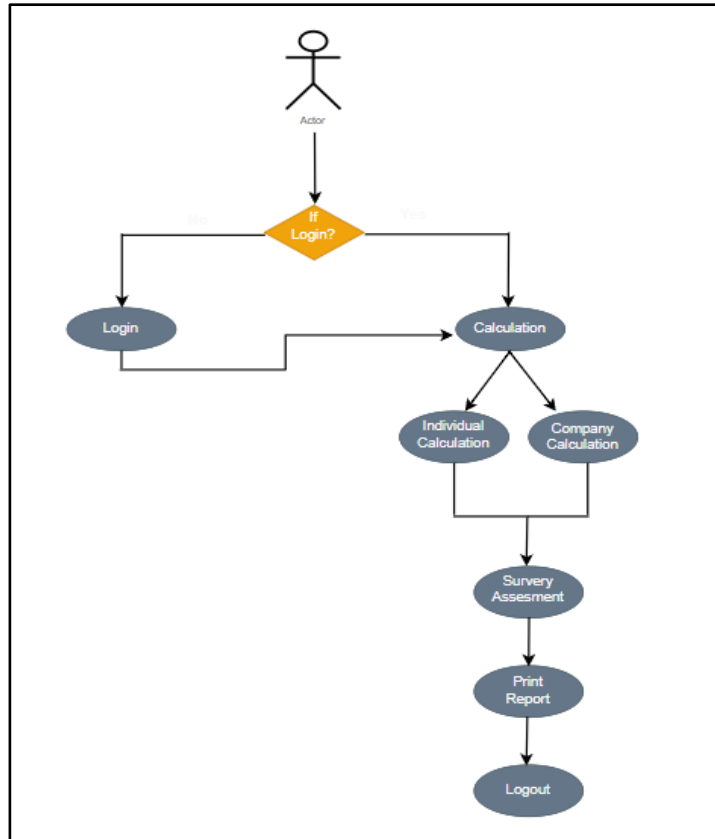 Actor
No
Yes
If
Login?
Login
Calculation
Individual
Calculation
Company
Calculation
Survery
Assesment
Print
Report
Logout